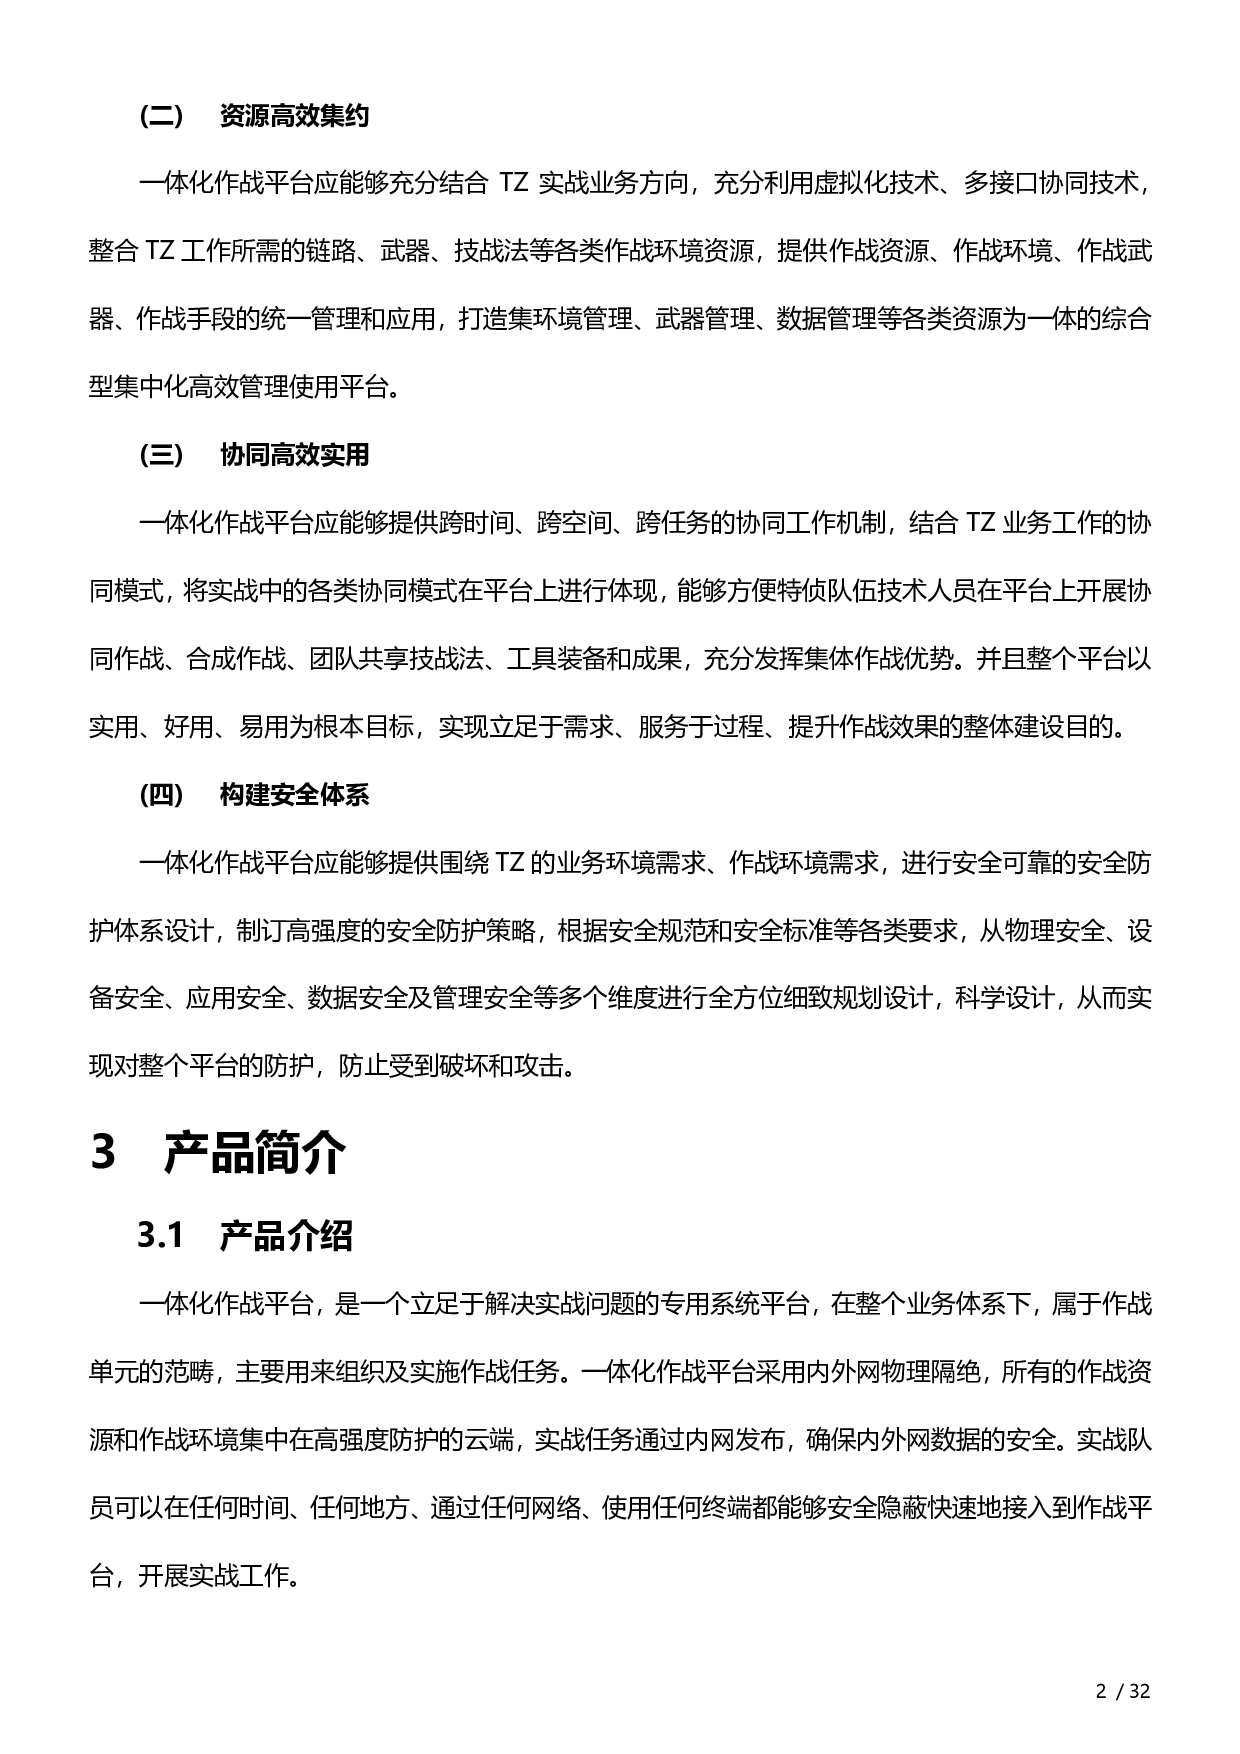 (二) 资源高效集约
一体化作战平台应能够充分结合 TZ 实战业务方向，充分利用虚拟化技术、多接口协同技术，
整合 TZ 工作所需的链路、武器、技战法等各类作战环境资源，提供作战资源、作战环境、作战武
器、作战手段的统一管理和应用，打造集环境管理、武器管理、数据管理等各类资源为一体的综合
型集中化高效管理使用平台。
(三) 协同高效实用
一体化作战平台应能够提供跨时间、跨空间、跨任务的协同工作机制，结合 TZ 业务工作的协
同模式，将实战中的各类协同模式在平台上进行体现，能够方便特侦队伍技术人员在平台上开展协
同作战、合成作战、团队共享技战法、工具装备和成果，充分发挥集体作战优势。并且整个平台以
实用、好用、易用为根本目标，实现立足于需求、服务于过程、提升作战效果的整体建设目的。
(四) 构建安全体系
一体化作战平台应能够提供围绕 TZ 的业务环境需求、作战环境需求，进行安全可靠的安全防
护体系设计，制订高强度的安全防护策略，根据安全规范和安全标准等各类要求，从物理安全、设
备安全、应用安全、数据安全及管理安全等多个维度进行全方位细致规划设计，科学设计，从而实
现对整个平台的防护，防止受到破坏和攻击。
3 产品简介
3.1 产品介绍
一体化作战平台，是一个立足于解决实战问题的专用系统平台，在整个业务体系下，属于作战
单元的范畴，主要用来组织及实施作战任务。一体化作战平台采用内外网物理隔绝，所有的作战资
源和作战环境集中在高强度防护的云端，实战任务通过内网发布，确保内外网数据的安全。实战队
员可以在任何时间、任何地方、通过任何网络、使用任何终端都能够安全隐蔽快速地接入到作战平
台，开展实战工作。
2 / 32